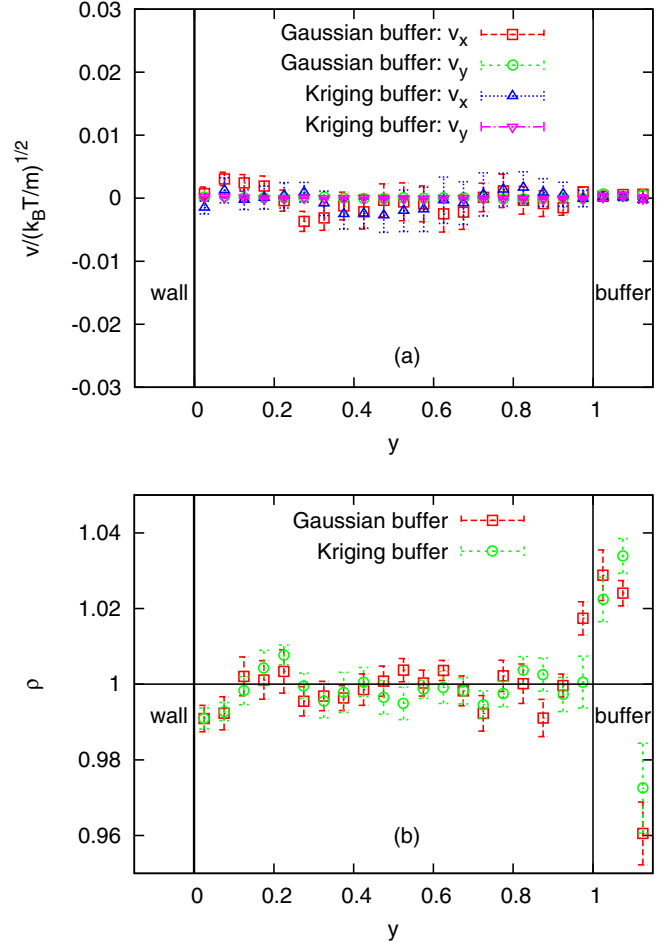 0.03
0.02
0.01
0
-0.01
-0.02
-0.03
v/(k_BT/m)^{1/2}
Gaussian buffer: v_x
Gaussian buffer: v_y
Kriging buffer: v_x
Kriging buffer: v_y
wall
buffer
(a)
0 0.2 0.4 0.6 0.8 1
y
1.04
1.02
1
0.98
0.96
ρ
Gaussian buffer
Kriging buffer
wall
buffer
(b)
0 0.2 0.4 0.6 0.8 1
y